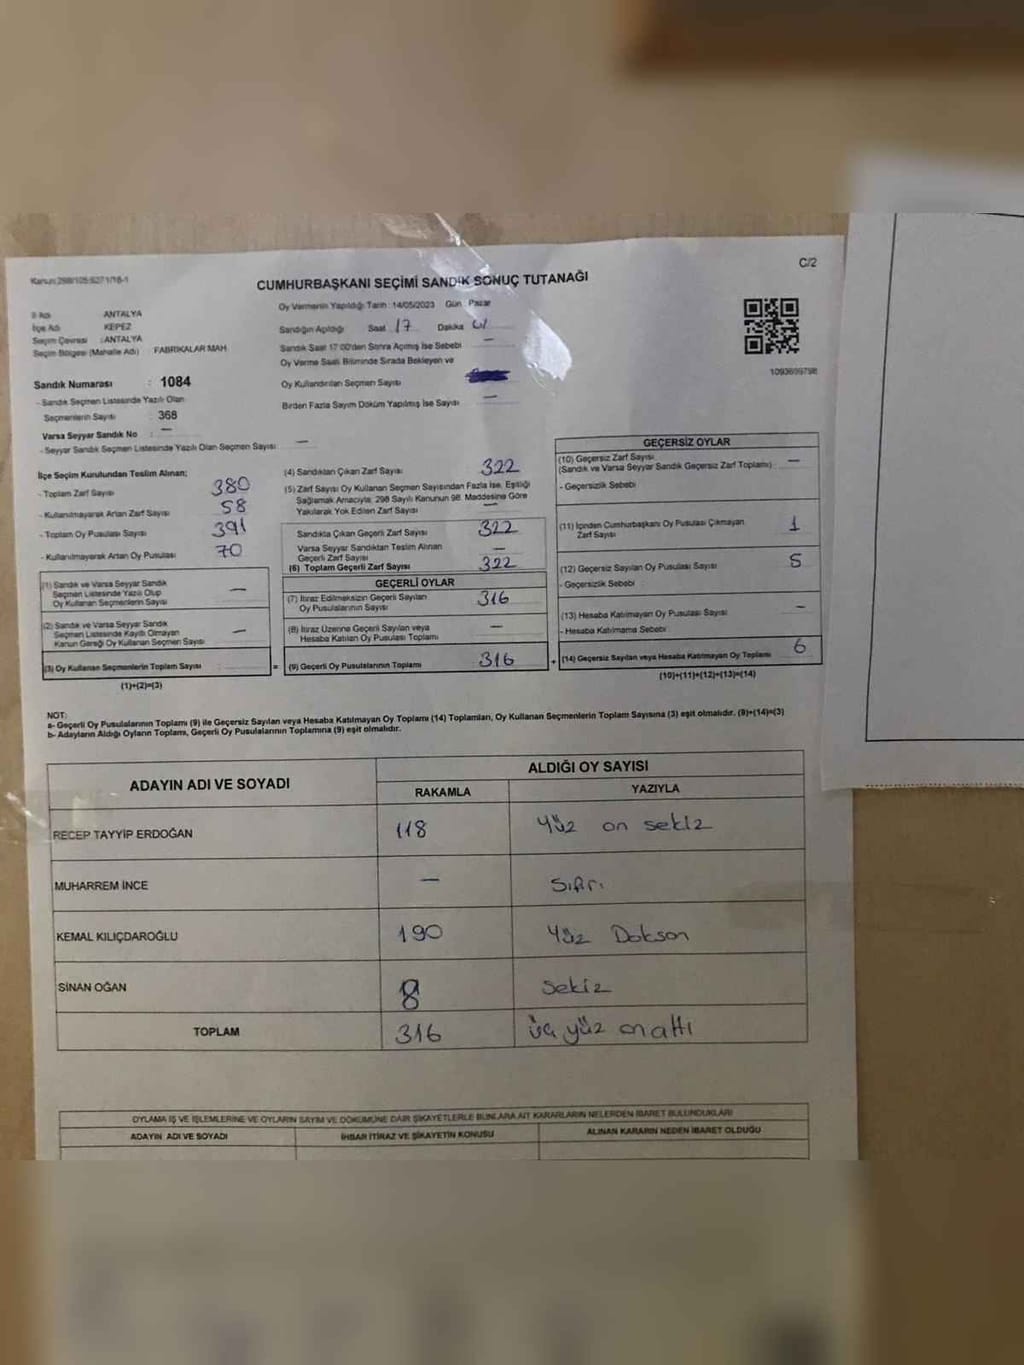 CUMHURBAŞKANI SEÇİMİ SANDIK SONUÇ TUTANAĞI
C/2
İl Adı ANTALYA
İlçe Adı KEPEZ
Seçim Çevresi : ANTALYA
Seçim Bölgesi (Mahalle Adı) FABRİKALAR MAH
Sandık Numarası : 1084
- Sandık Seçmen Listesinde Yazılı Olan
Seçmenlerin Sayısı : 368
Varsa Seyyar Sandık No : —
- Seyyar Sandık Seçmen Listesinde Yazılı Olan Seçmen Sayısı : —
Oy Vermenin Yapıldığı Tarih : 14/05/2023 Gün : Pazar
Sandığın Açıldığı Saat 17 Dakika
Sandık Saat 17:00'den Sonra Açılmış İse Sebebi —
Oy Verme Saati Bitiminde Sırada Bekleyen ve
Oy Kullandırılan Seçmen Sayısı
Birden Fazla Sayım Döküm Yapılmış İse Sayısı —
1093699798
İlçe Seçim Kurulundan Teslim Alınan;
- Toplam Zarf Sayısı 380
- Kullanılmayarak Artan Zarf Sayısı 58
- Toplam Oy Pusulası Sayısı 391
- Kullanılmayarak Artan Oy Pusulası 70
(1) Sandık ve Varsa Seyyar Sandık
Seçmen Listesinde Yazılı Olup
Oy Kullanan Seçmenlerin Sayısı —
(2) Sandık ve Varsa Seyyar Sandık
Seçmen Listesinde Kayıtlı Olmayan
Kanun Gereği Oy Kullanan Seçmen Sayısı —
(3) Oy Kullanan Seçmenlerin Toplam Sayısı =
(1)+(2)=(3)
(4) Sandıktan Çıkan Zarf Sayısı 322
(5) Zarf Sayısı Oy Kullanan Seçmen Sayısından Fazla İse, Eşitliği
Sağlamak Amacıyla, 298 Sayılı Kanunun 98. Maddesine Göre
Yakılarak Yok Edilen Zarf Sayısı —
Sandıkta Çıkan Geçerli Zarf Sayısı 322
Varsa Seyyar Sandıktan Teslim Alınan
Geçerli Zarf Sayısı —
(6) Toplam Geçerli Zarf Sayısı 322
GEÇERLİ OYLAR
(7) İtiraz Edilmeksizin Geçerli Sayılan
Oy Pusulalarının Sayısı 316
(8) İtiraz Üzerine Geçerli Sayılan veya
Hesaba Katılan Oy Pusulası Toplamı —
(9) Geçerli Oy Pusulalarının Toplamı 316 +
GEÇERSİZ OYLAR
(10) Geçersiz Zarf Sayısı
(Sandık ve Varsa Seyyar Sandık Geçersiz Zarf Toplamı) —
- Geçersizlik Sebebi
(11) İçinden Cumhurbaşkanı Oy Pusulası Çıkmayan
Zarf Sayısı 1
(12) Geçersiz Sayılan Oy Pusulası Sayısı 5
- Geçersizlik Sebebi
(13) Hesaba Katılmayan Oy Pusulası Sayısı —
- Hesaba Katılmama Sebebi
(14) Geçersiz Sayılan veya Hesaba Katılmayan Oy Toplamı 6
(10)+(11)+(12)+(13)=(14)
NOT:
a- Geçerli Oy Pusulalarının Toplamı (9) ile Geçersiz Sayılan veya Hesaba Katılmayan Oy Toplamı (14) Toplamları, Oy Kullanan Seçmenlerin Toplam Sayısına (3) eşit olmalıdır. (9)+(14)=(3)
b- Adayların Aldığı Oyların Toplamı, Geçerli Oy Pusulalarının Toplamına (9) eşit olmalıdır.
ADAYIN ADI VE SOYADI ALDIĞI OY SAYISI
RAKAMLA YAZIYLA
RECEP TAYYİP ERDOĞAN 118 Yüz on sekiz
MUHARREM İNCE — Sıfır
KEMAL KILIÇDAROĞLU 190 Yüz Doksan
SİNAN OĞAN 8 Sekiz
TOPLAM 316 üç yüz on altı
OYLAMA İŞ VE İŞLEMLERİNE VE OYLARIN SAYIM VE DÖKÜMÜNE DAİR ŞİKAYETLERLE BUNLARA AİT KARARLARIN NELERDEN İBARET BULUNDUKLARI
ADAYIN ADI VE SOYADI İHBAR İTİRAZ VE ŞİKAYETİN KONUSU ALINAN KARARIN NEDEN İBARET OLDUĞU